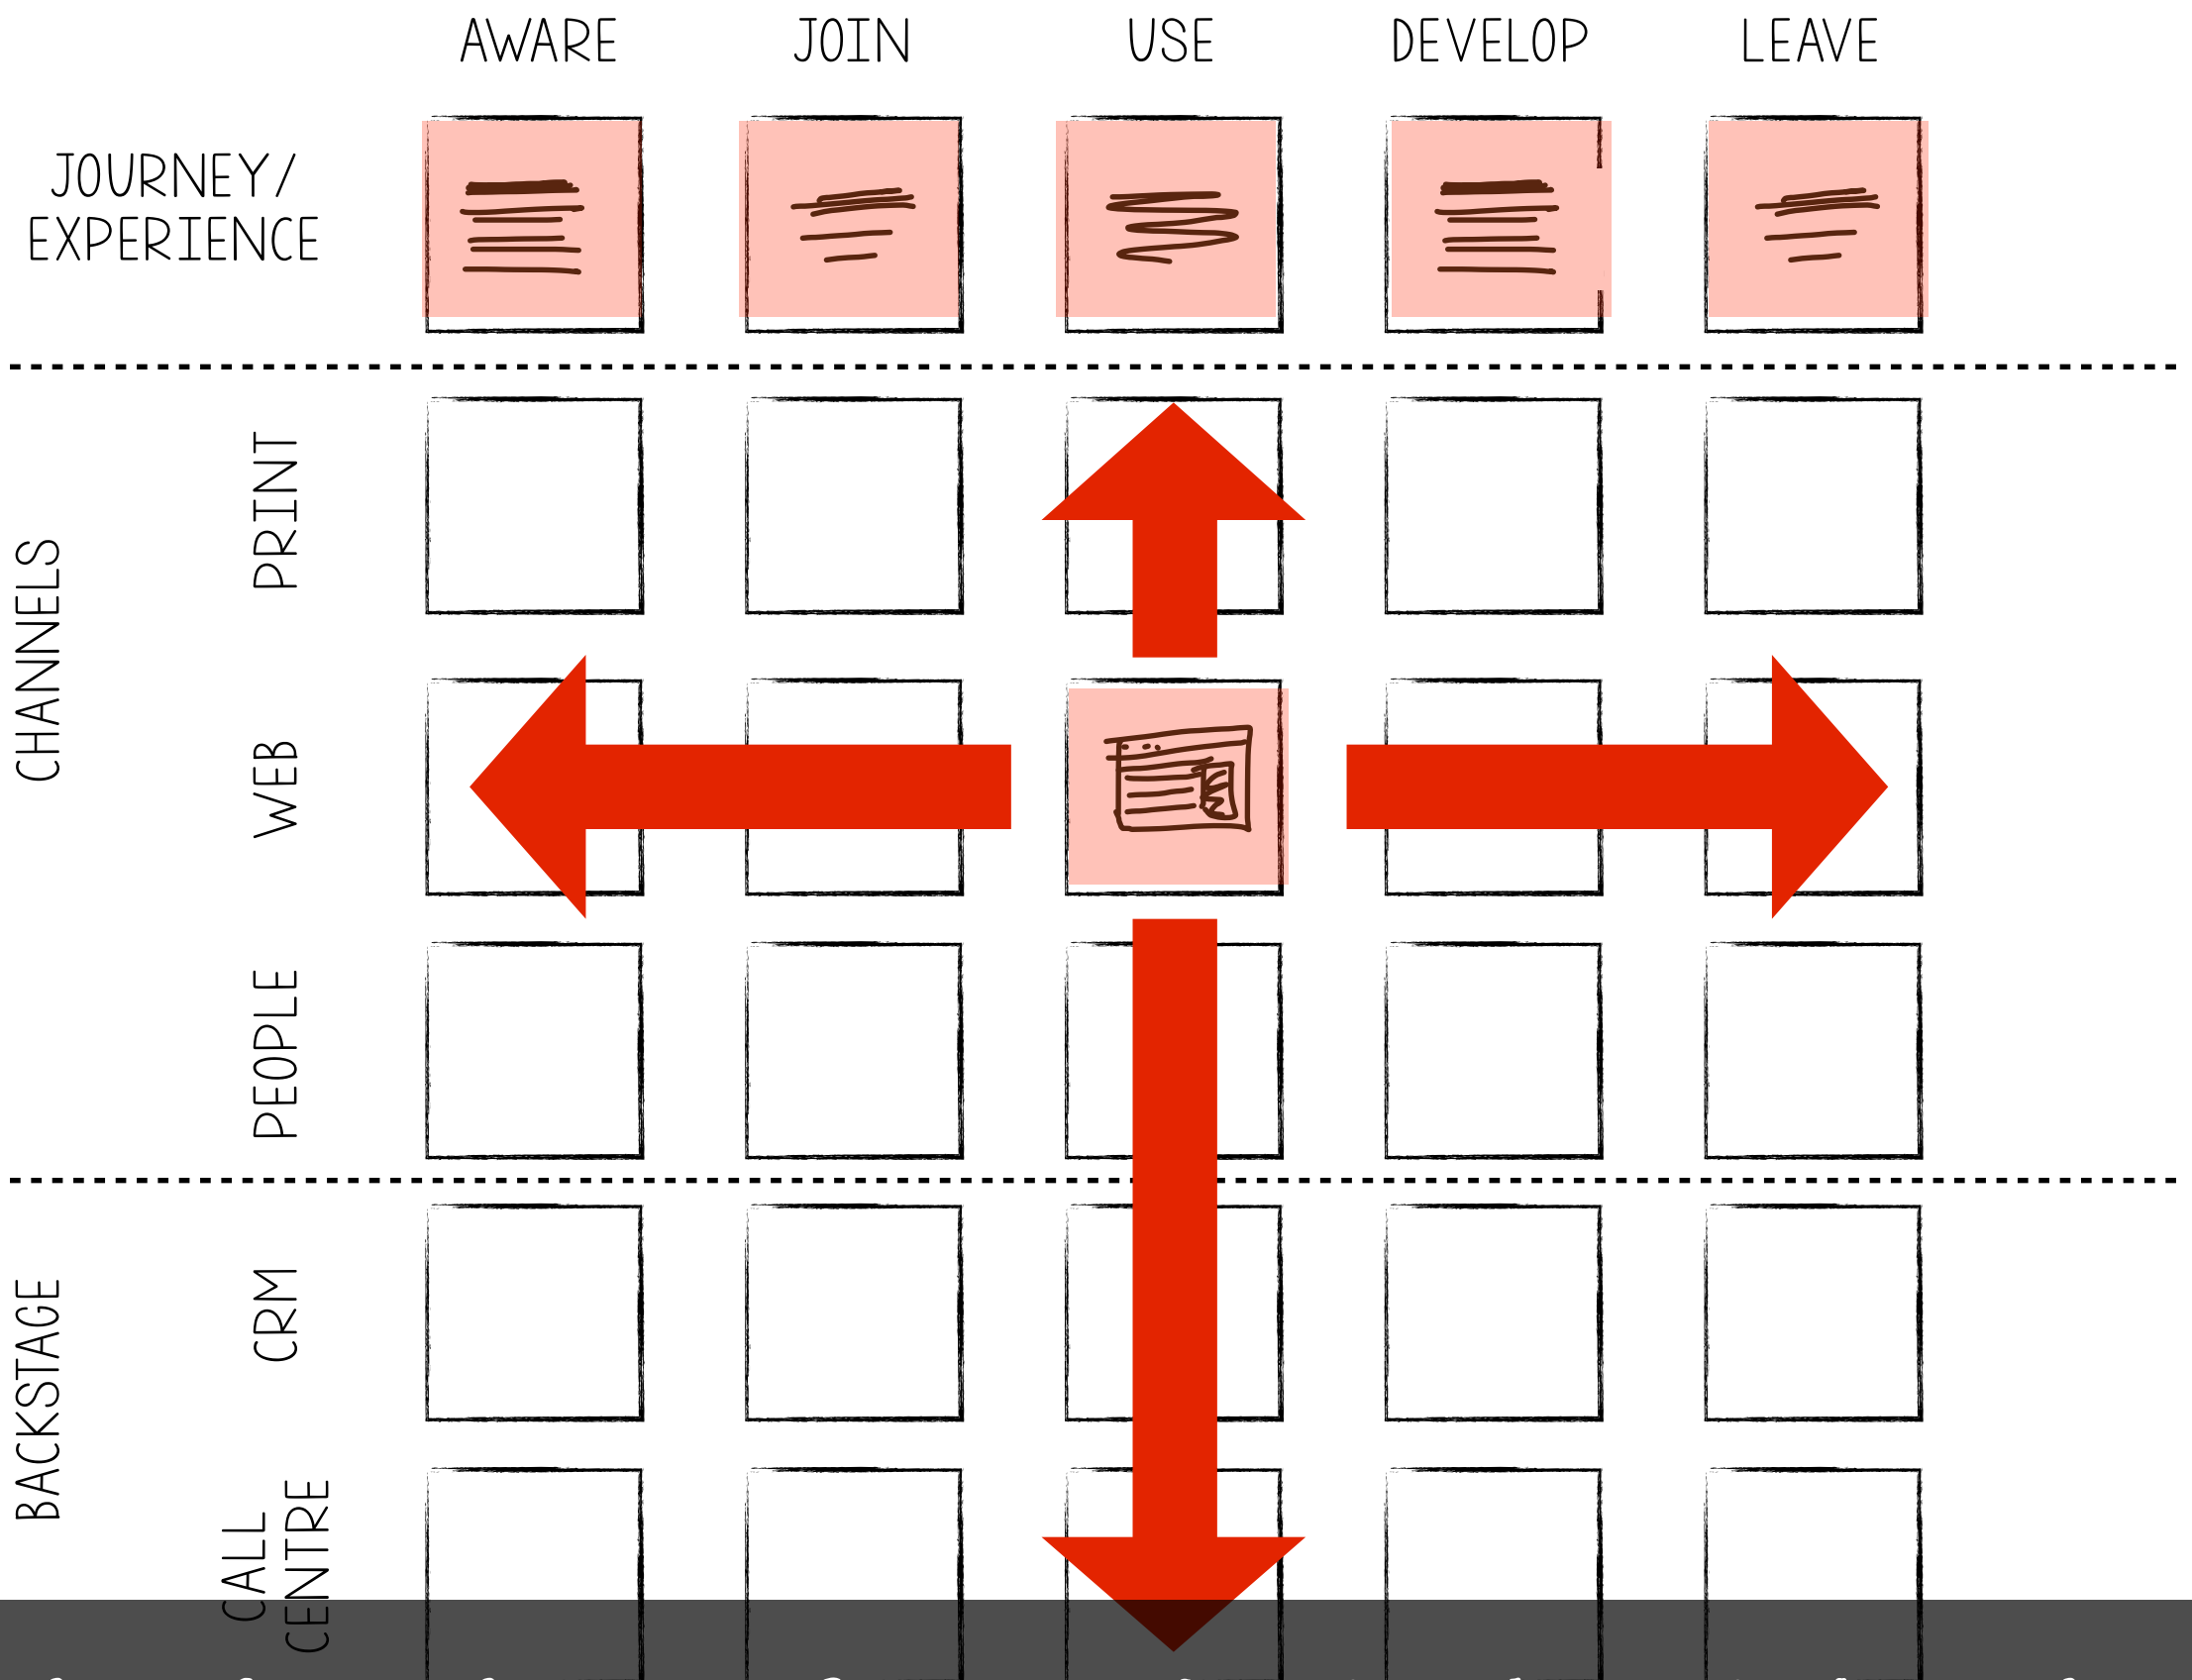 AWARE JOIN USE DEVELOP LEAVE
JOURNEY/
EXPERIENCE
CHANNELS
PRINT
WEB
PEOPLE
BACKSTAGE
CRM
CALL
CENTRE